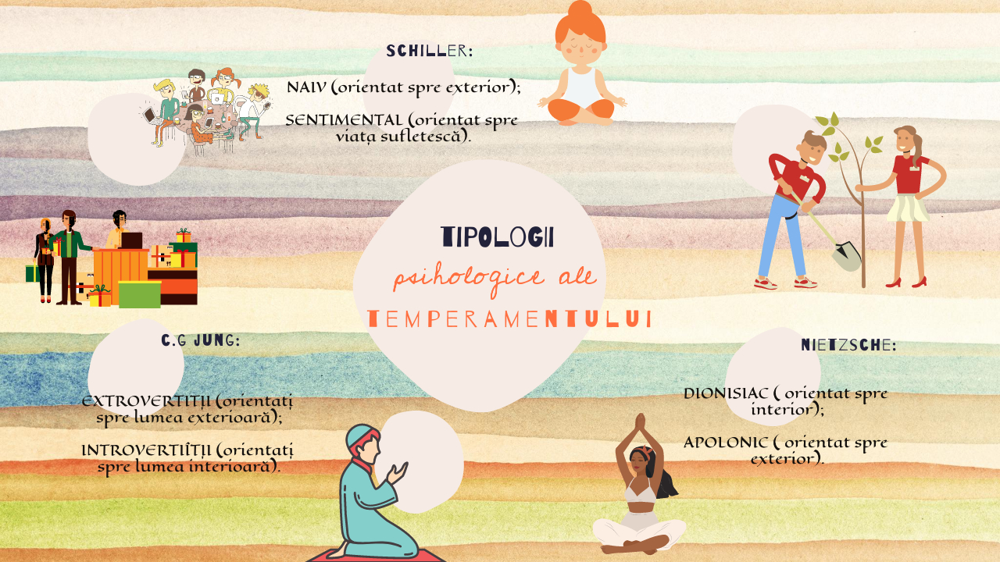 SCHILLER:
NAIV (orientat spre exterior);
SENTIMENTAL (orientat spre
viața sufletescă).
TIPOLOGII
psihologice ale
TEMPERAMENTULUI
C.G JUNG:
EXTROVERTIȚII (orientați
spre lumea exterioară);
INTROVERTIÎȚII (orientați
spre lumea interioară).
NIETZSCHE:
DIONISIAC ( orientat spre
interior);
APOLONIC ( orientat spre
exterior).